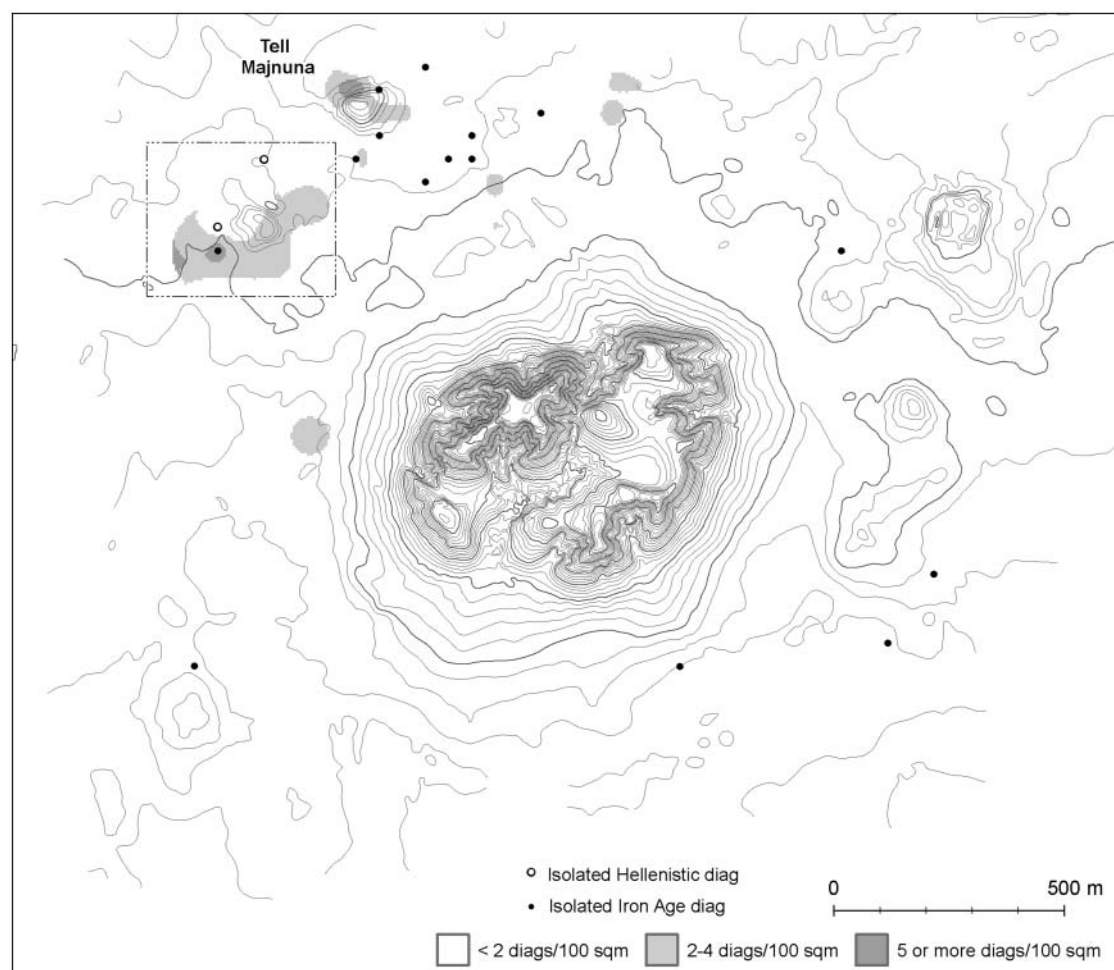 Tell
Majnuna
Isolated Hellenistic diag
Isolated Iron Age diag
0 500 m
< 2 diags/100 sqm 2-4 diags/100 sqm 5 or more diags/100 sqm